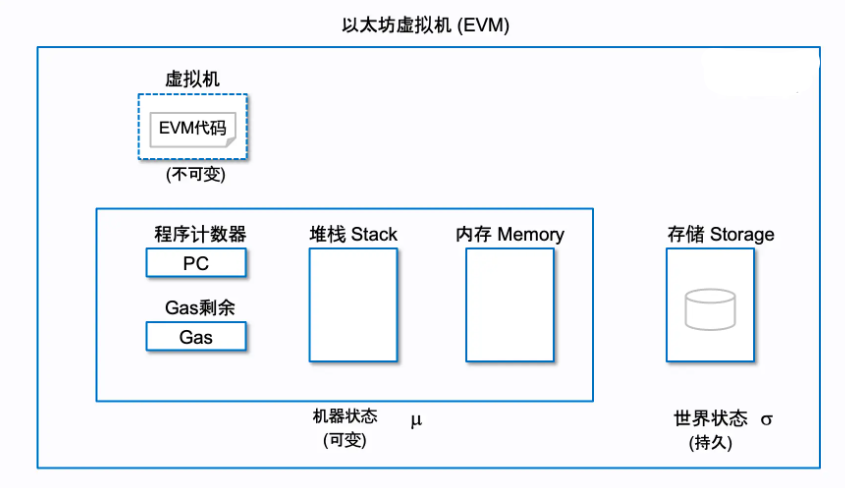 以太坊虚拟机 (EVM)
虚拟机
EVM代码
(不可变)
程序计数器
PC
Gas剩余
Gas
堆栈 Stack
内存 Memory
存储 Storage
机器状态 μ
(可变)
世界状态 σ
(持久)